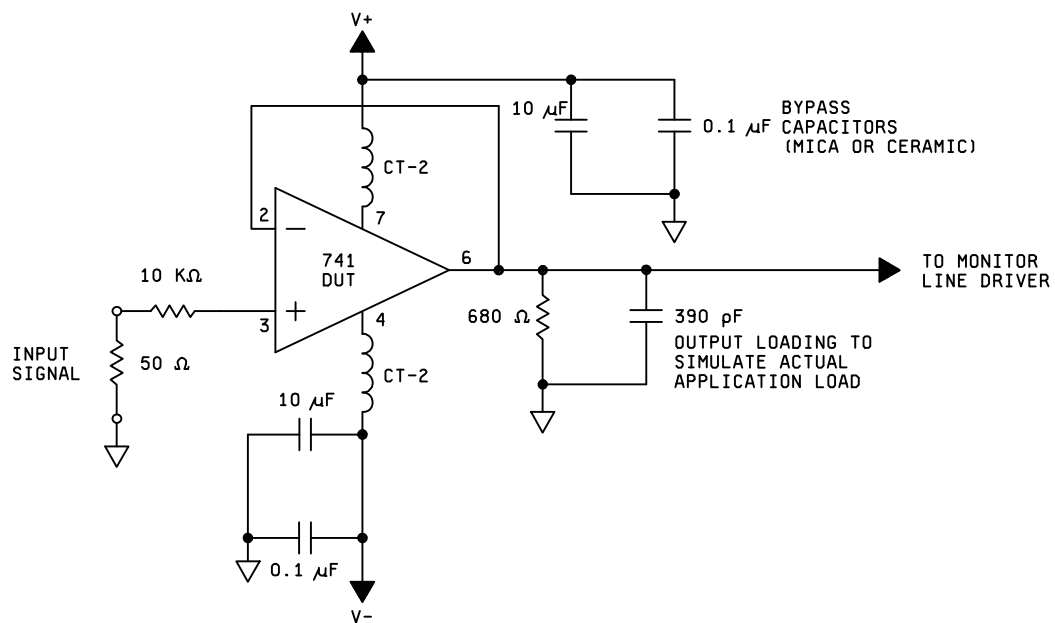 V+
10 μF
0.1 μF
BYPASS
CAPACITORS
(MICA OR CERAMIC)
CT-2
7
2
−
741
DUT
6
TO MONITOR
LINE DRIVER
10 KΩ
+
3
4
680 Ω
390 pF
OUTPUT LOADING TO
SIMULATE ACTUAL
APPLICATION LOAD
INPUT
SIGNAL
50 Ω
CT-2
10 μF
0.1 μF
V-